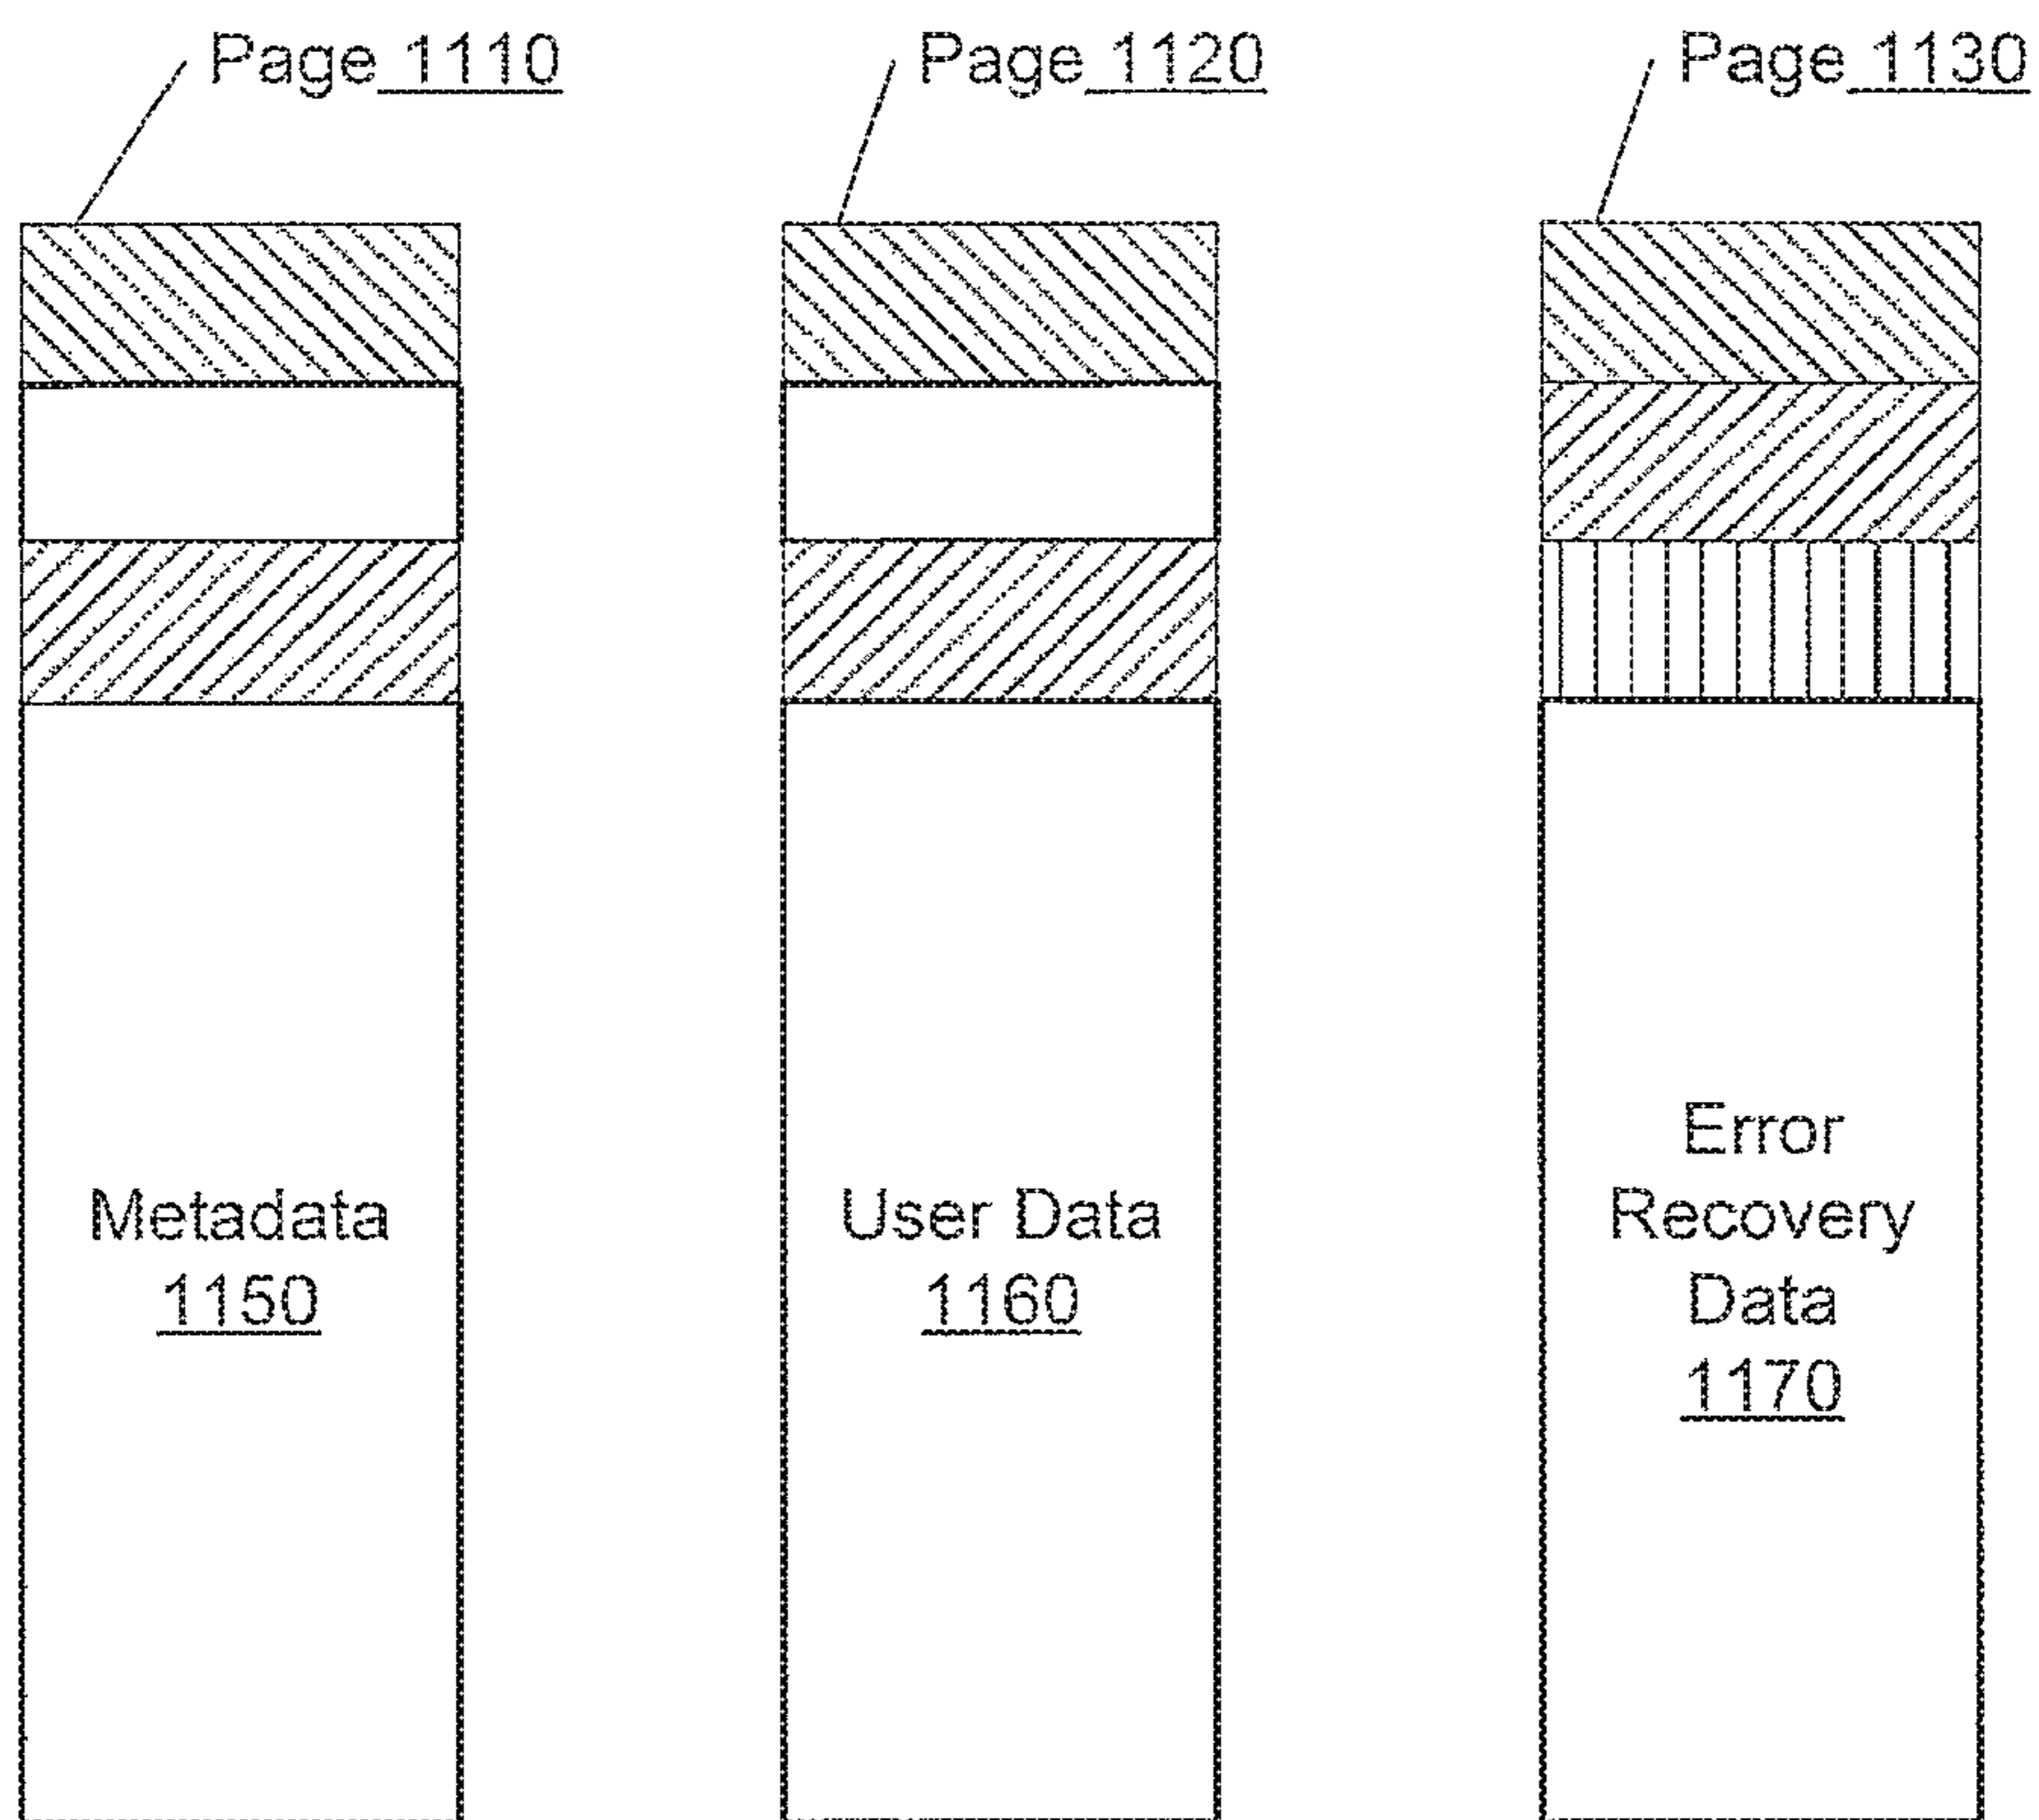 Page 1110
Page 1120
Page 1130
Metadata
1150
User Data
1160
Error
Recovery
Data
1170